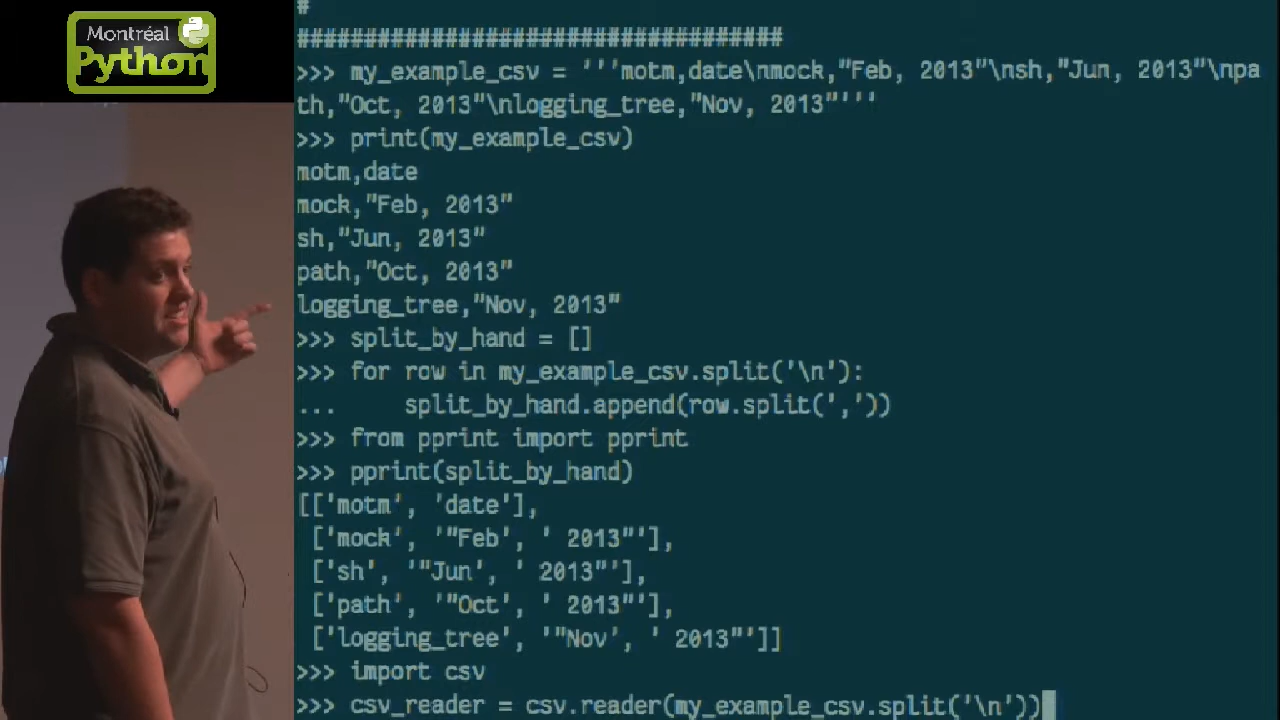 Montréal
Python
#
####################################
>>> my_example_csv = '''motm,date\nmock,"Feb, 2013"\nsh,"Jun, 2013"\npa
th,"Oct, 2013"\nlogging_tree,"Nov, 2013"'''
>>> print(my_example_csv)
motm,date
mock,"Feb, 2013"
sh,"Jun, 2013"
path,"Oct, 2013"
logging_tree,"Nov, 2013"
>>> split_by_hand = []
>>> for row in my_example_csv.split('\n'):
...     split_by_hand.append(row.split(','))
>>> from pprint import pprint
>>> pprint(split_by_hand)
[['motm', 'date'],
 ['mock', '"Feb', ' 2013"'],
 ['sh', '"Jun', ' 2013"'],
 ['path', '"Oct', ' 2013"'],
 ['logging_tree', '"Nov', ' 2013"']]
>>> import csv
>>> csv_reader = csv.reader(my_example_csv.split('\n'))